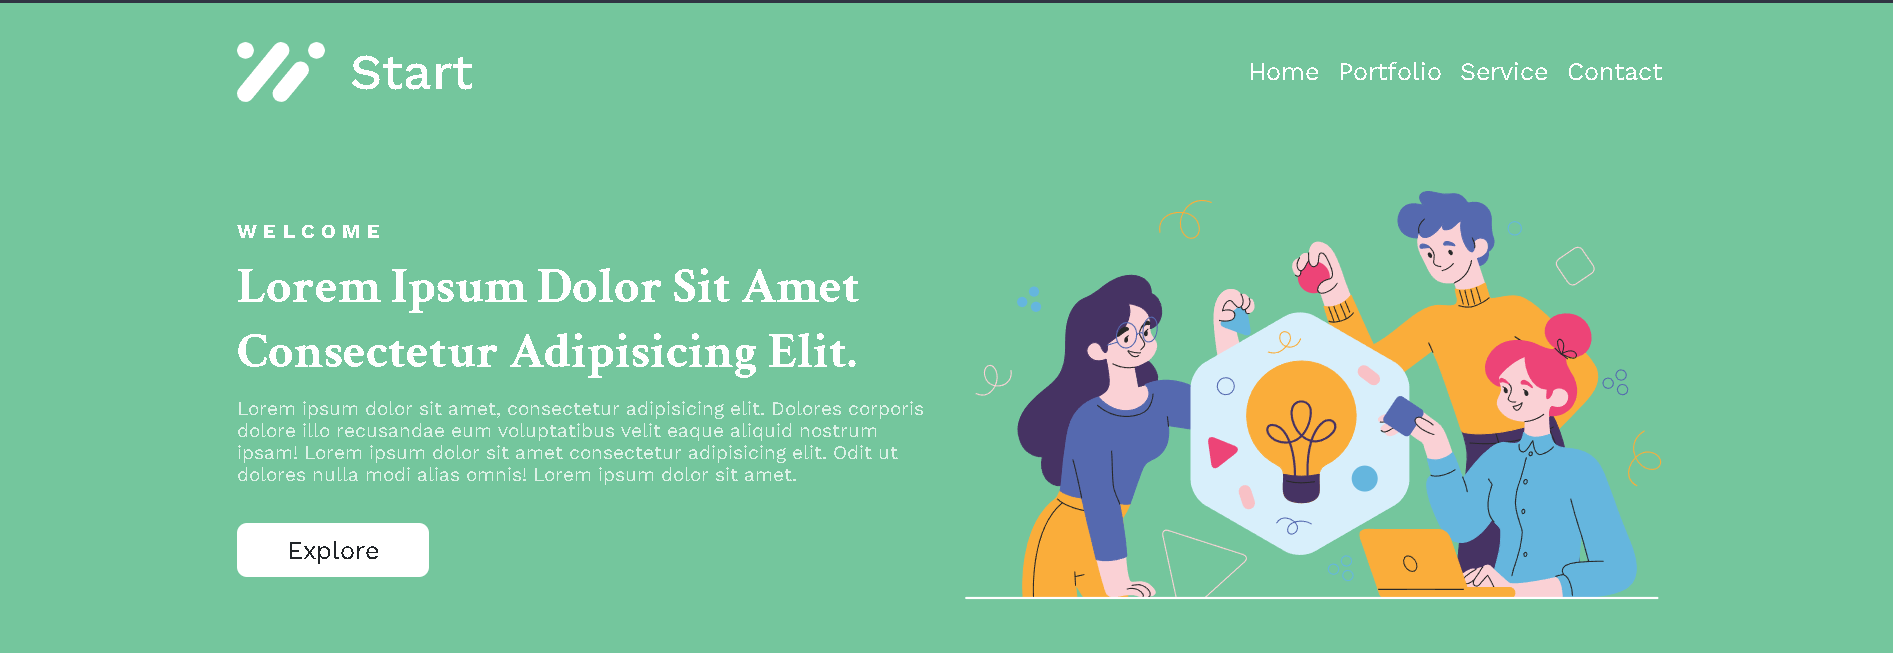 Start
Home Portfolio Service Contact
WELCOME
Lorem Ipsum Dolor Sit Amet
Consectetur Adipisicing Elit.
Lorem ipsum dolor sit amet, consectetur adipisicing elit. Dolores corporis
dolore illo recusandae eum voluptatibus velit eaque aliquid nostrum
ipsam! Lorem ipsum dolor sit amet consectetur adipisicing elit. Odit ut
dolores nulla modi alias omnis! Lorem ipsum dolor sit amet.
Explore